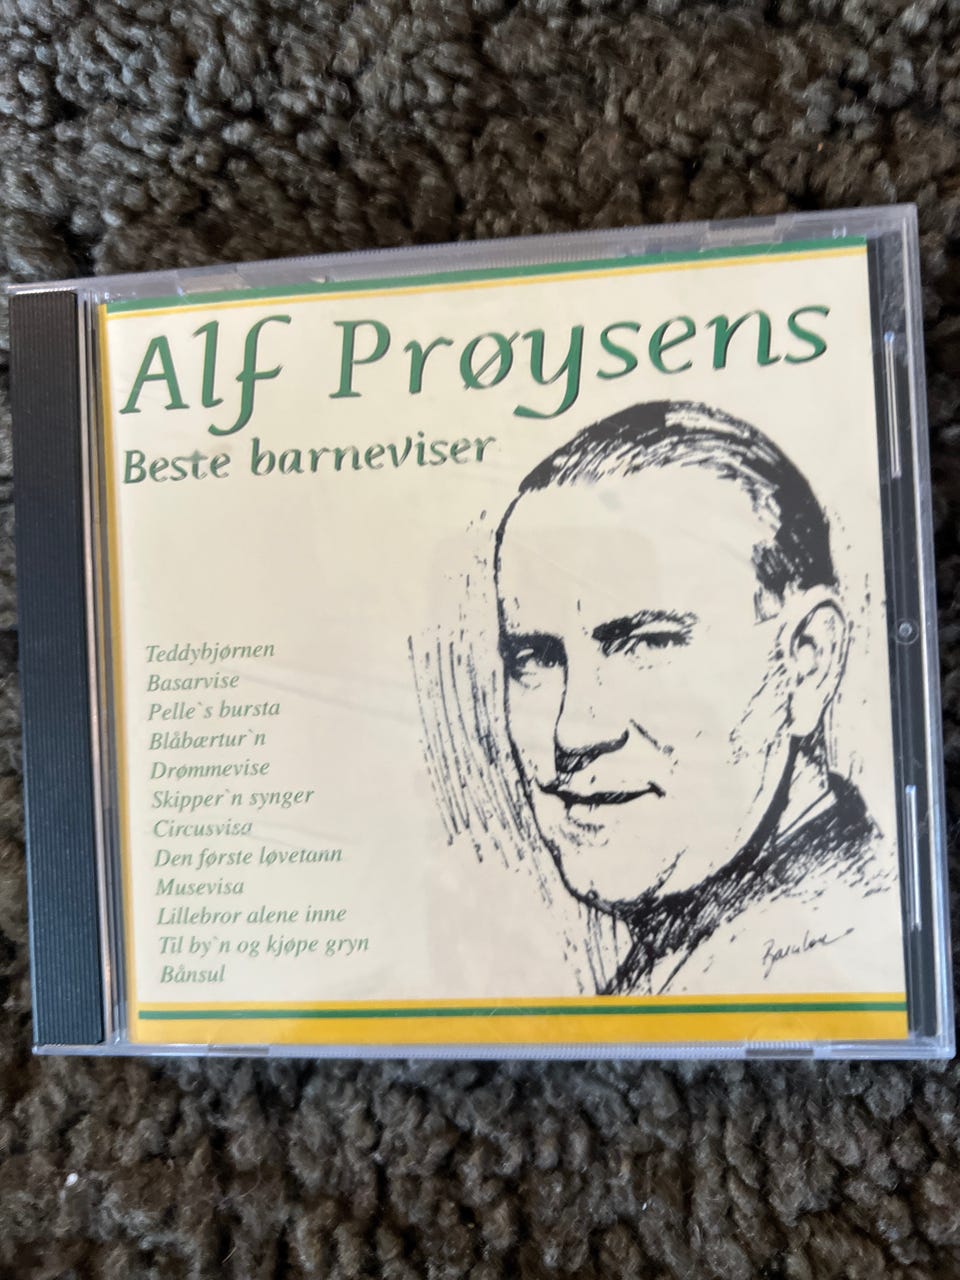 Alf Prøysens
Beste barneviser
Teddybjørnen
Basarvise
Pelle`s bursta
Blåbærtur`n
Drømmevise
Skipper`n synger
Circusvisa
Den første løvetann
Musevisa
Lillebror alene inne
Til by`n og kjøpe gryn
Bånsul